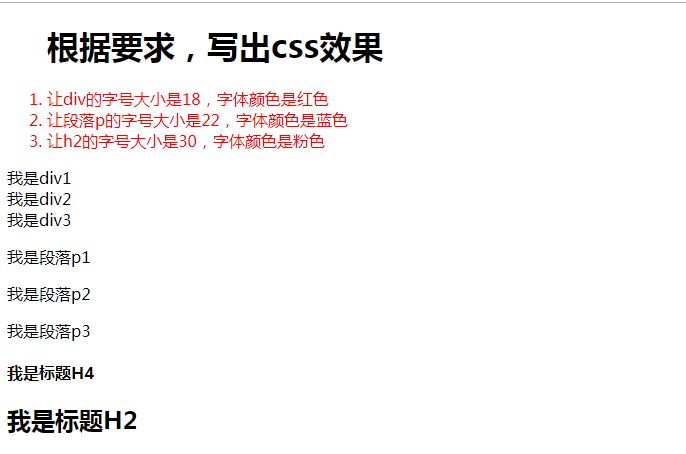 根据要求，写出css效果
1. 让div的字号大小是18，字体颜色是红色
2. 让段落p的字号大小是22，字体颜色是蓝色
3. 让h2的字号大小是30，字体颜色是粉色
我是div1
我是div2
我是div3
我是段落p1
我是段落p2
我是段落p3
我是标题H4
我是标题H2